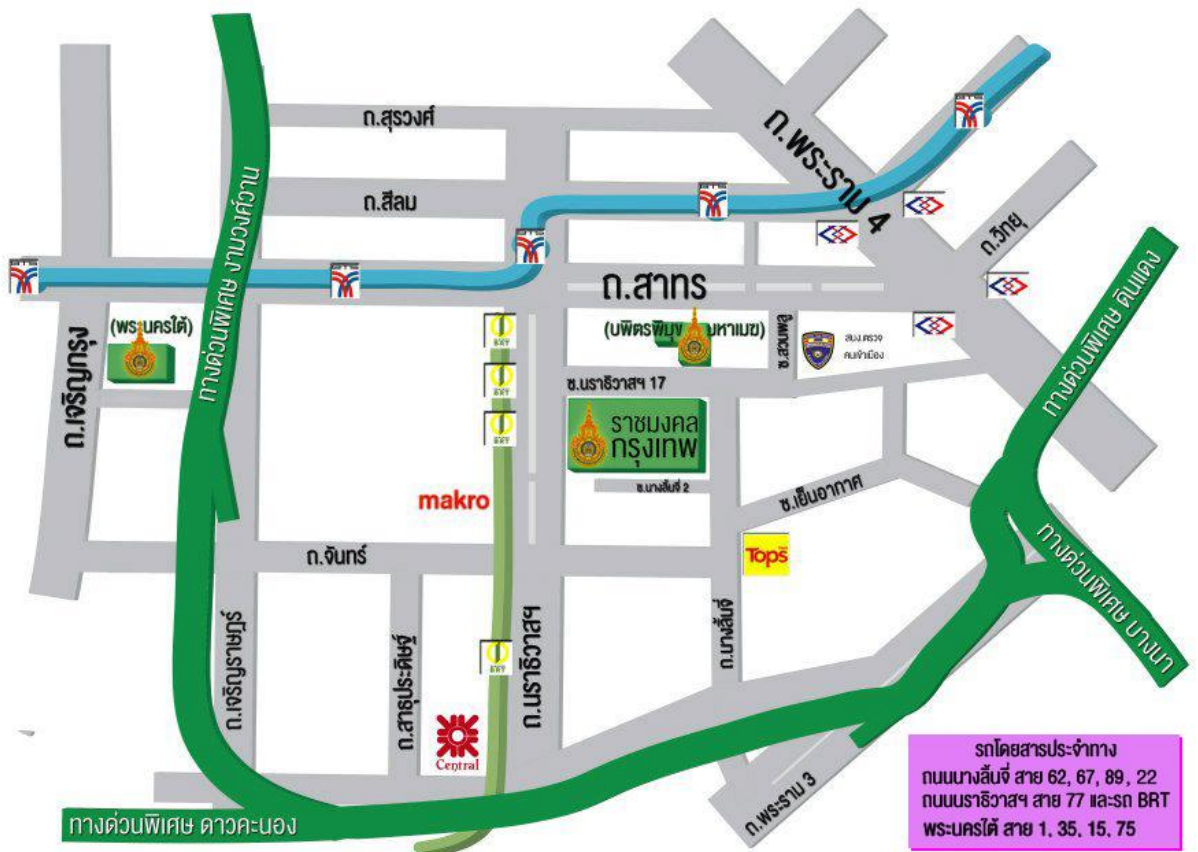 ถ.สุรวงศ์
ถ.พระราม 4
ถ.สีลม
ถ.วิทยุ
ทางด่วนพิเศษ งามวงศ์วาน
ทางด่วนพิเศษ ดินแดง
ถ.สาทร
(พระนครใต้)
(บพิตรพิมุข
มหาเมฆ)
ซ.สวนพลู
สนง.ตรวจ
คนเข้าเมือง
ถ.เจริญกรุง
ซ.นราธิวาสฯ 17
ราชมงคล
กรุงเทพ
ซ.นางลิ้นจี่ 2
ซ.เย็นอากาศ
makro
Tops
ถ.จันทร์
ทางด่วนพิเศษ บางนา
ถ.เจริญราษฎร์
ถ.สาธุประดิษฐ์
ถ.นราธิวาสฯ
ถ.นางลิ้นจี่
Central
ถ.พระราม 3
ทางด่วนพิเศษ ดาวคะนอง
รถโดยสารประจำทาง
ถนนนางลิ้นจี่ สาย 62, 67, 89, 22
ถนนนราธิวาสฯ สาย 77 และรถ BRT
พระนครใต้ สาย 1, 35, 15, 75